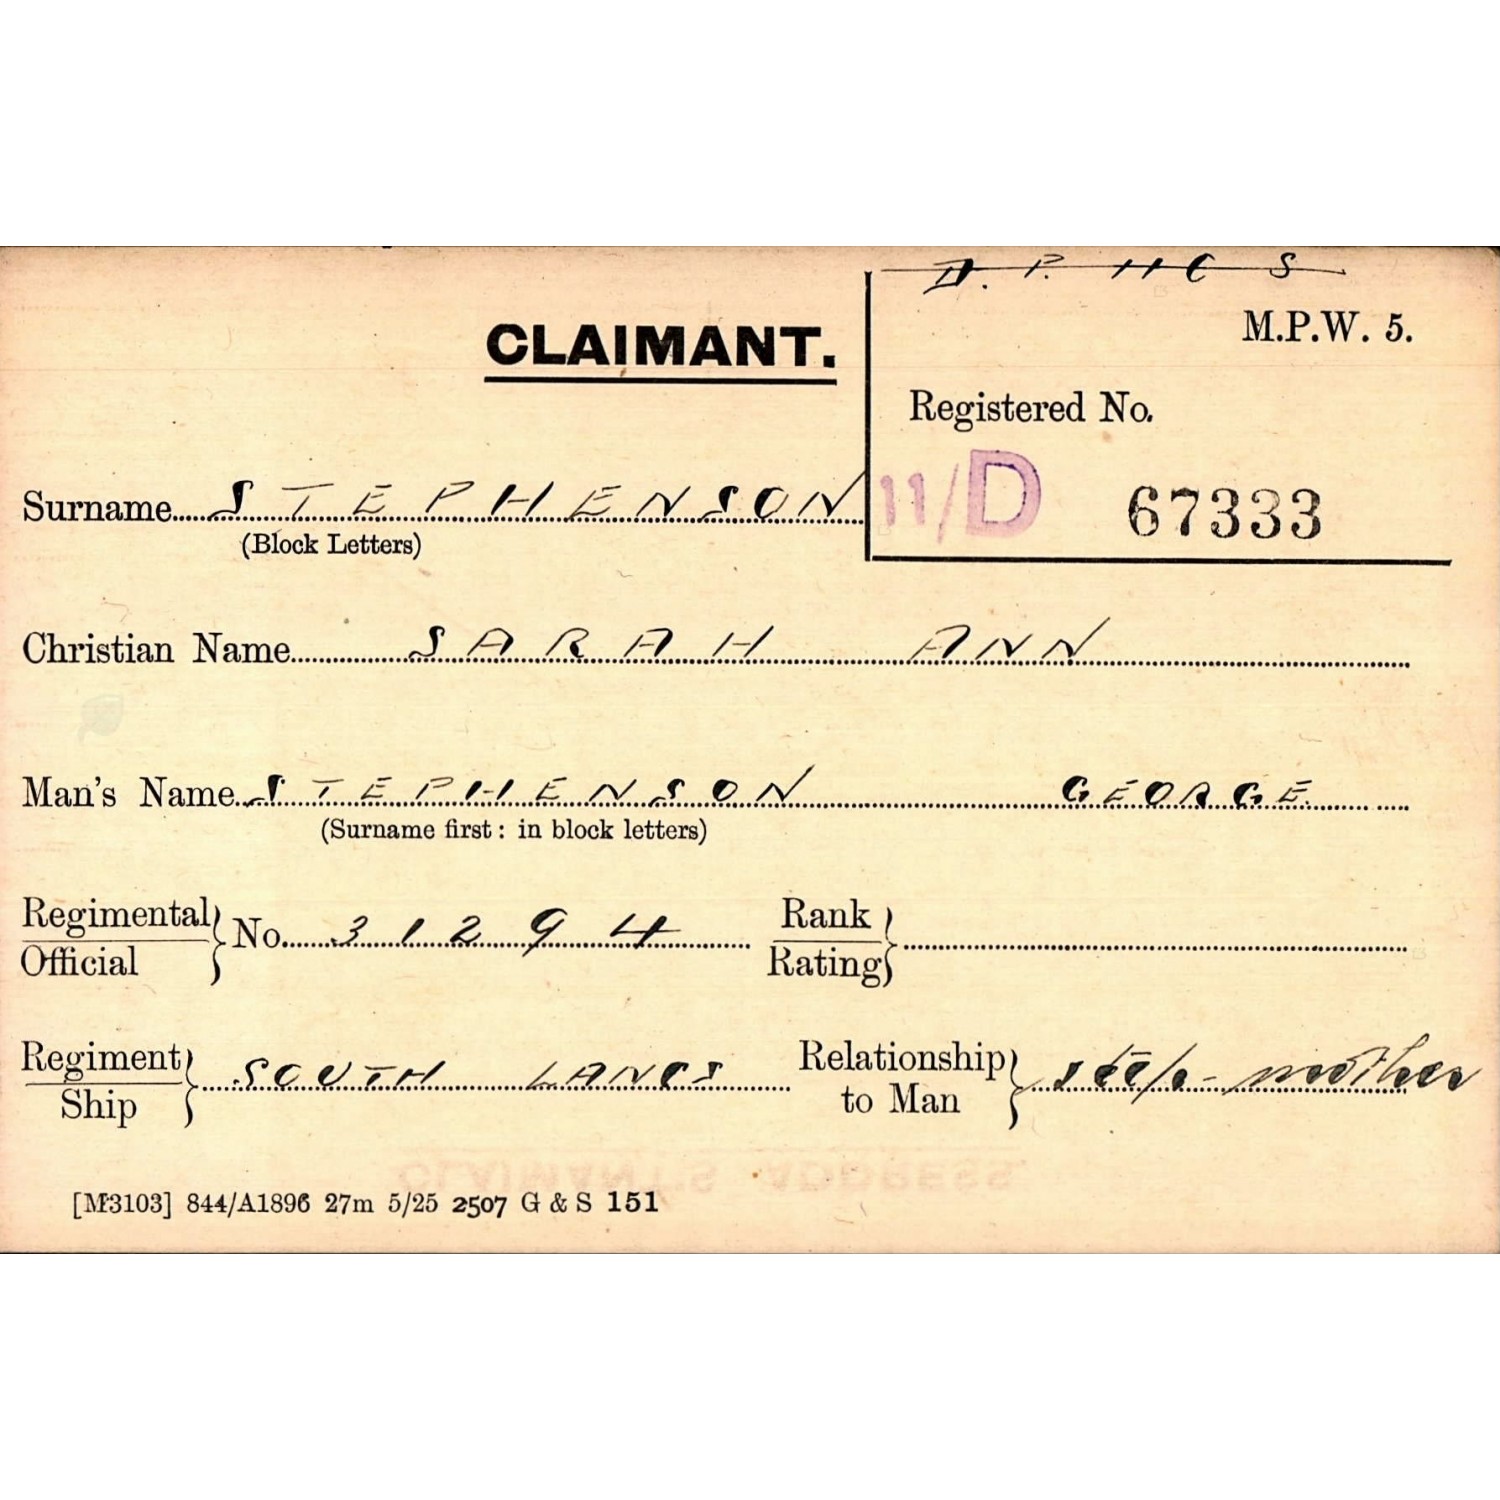 D. P. H C S
M.P.W. 5.
CLAIMANT.
Registered No.
11/D 67333
Surname STEPHENSON
(Block Letters)
Christian Name SARAH ANN
Man's Name STEPHENSON GEORGE
(Surname first: in block letters)
Regimental
Official
No. 31294
Rank
Rating
Regiment
Ship
SOUTH LANCS
Relationship
to Man
step-mother
CLAIMANT'S ADDRESS.
[M3103] 844/A1896 27m 5/25 2507 G & S 151